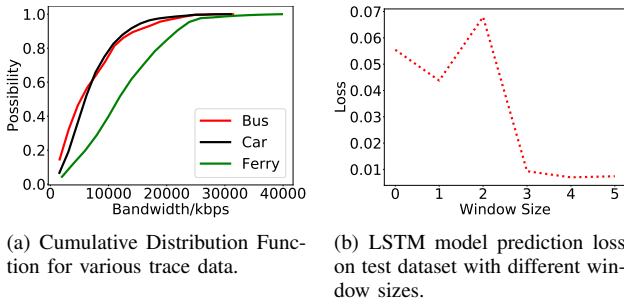 1.0
0.8
0.6
0.4
0.2
0.0
Possibility
0 10000 20000 30000 40000
Bandwidth/kbps
Bus
Car
Ferry
(a) Cumulative Distribution Func-
tion for various trace data.
0.07
0.06
0.05
0.04
0.03
0.02
0.01
Loss
0 1 2 3 4 5
Window Size
(b) LSTM model prediction loss
on test dataset with different win-
dow sizes.